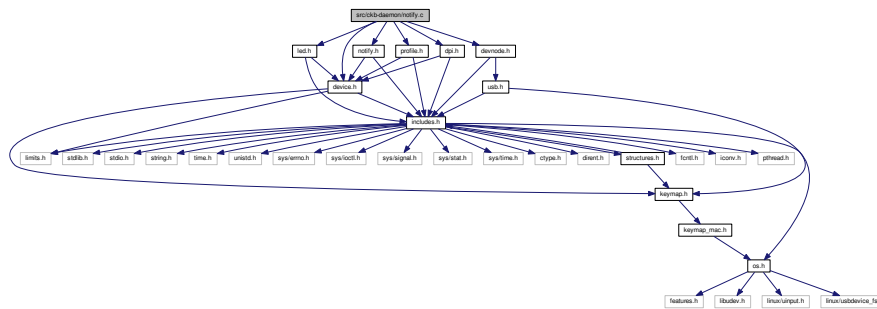 src/ckb-daemon/notify.c
led.h
notify.h
profile.h
dpi.h
devnode.h
device.h
usb.h
includes.h
limits.h
stdlib.h
stdio.h
string.h
time.h
unistd.h
sys/errno.h
sys/ioctl.h
sys/signal.h
sys/stat.h
sys/time.h
ctype.h
dirent.h
structures.h
fcntl.h
iconv.h
pthread.h
keymap.h
keymap_mac.h
os.h
features.h
libudev.h
linux/uinput.h
linux/usbdevice_fs